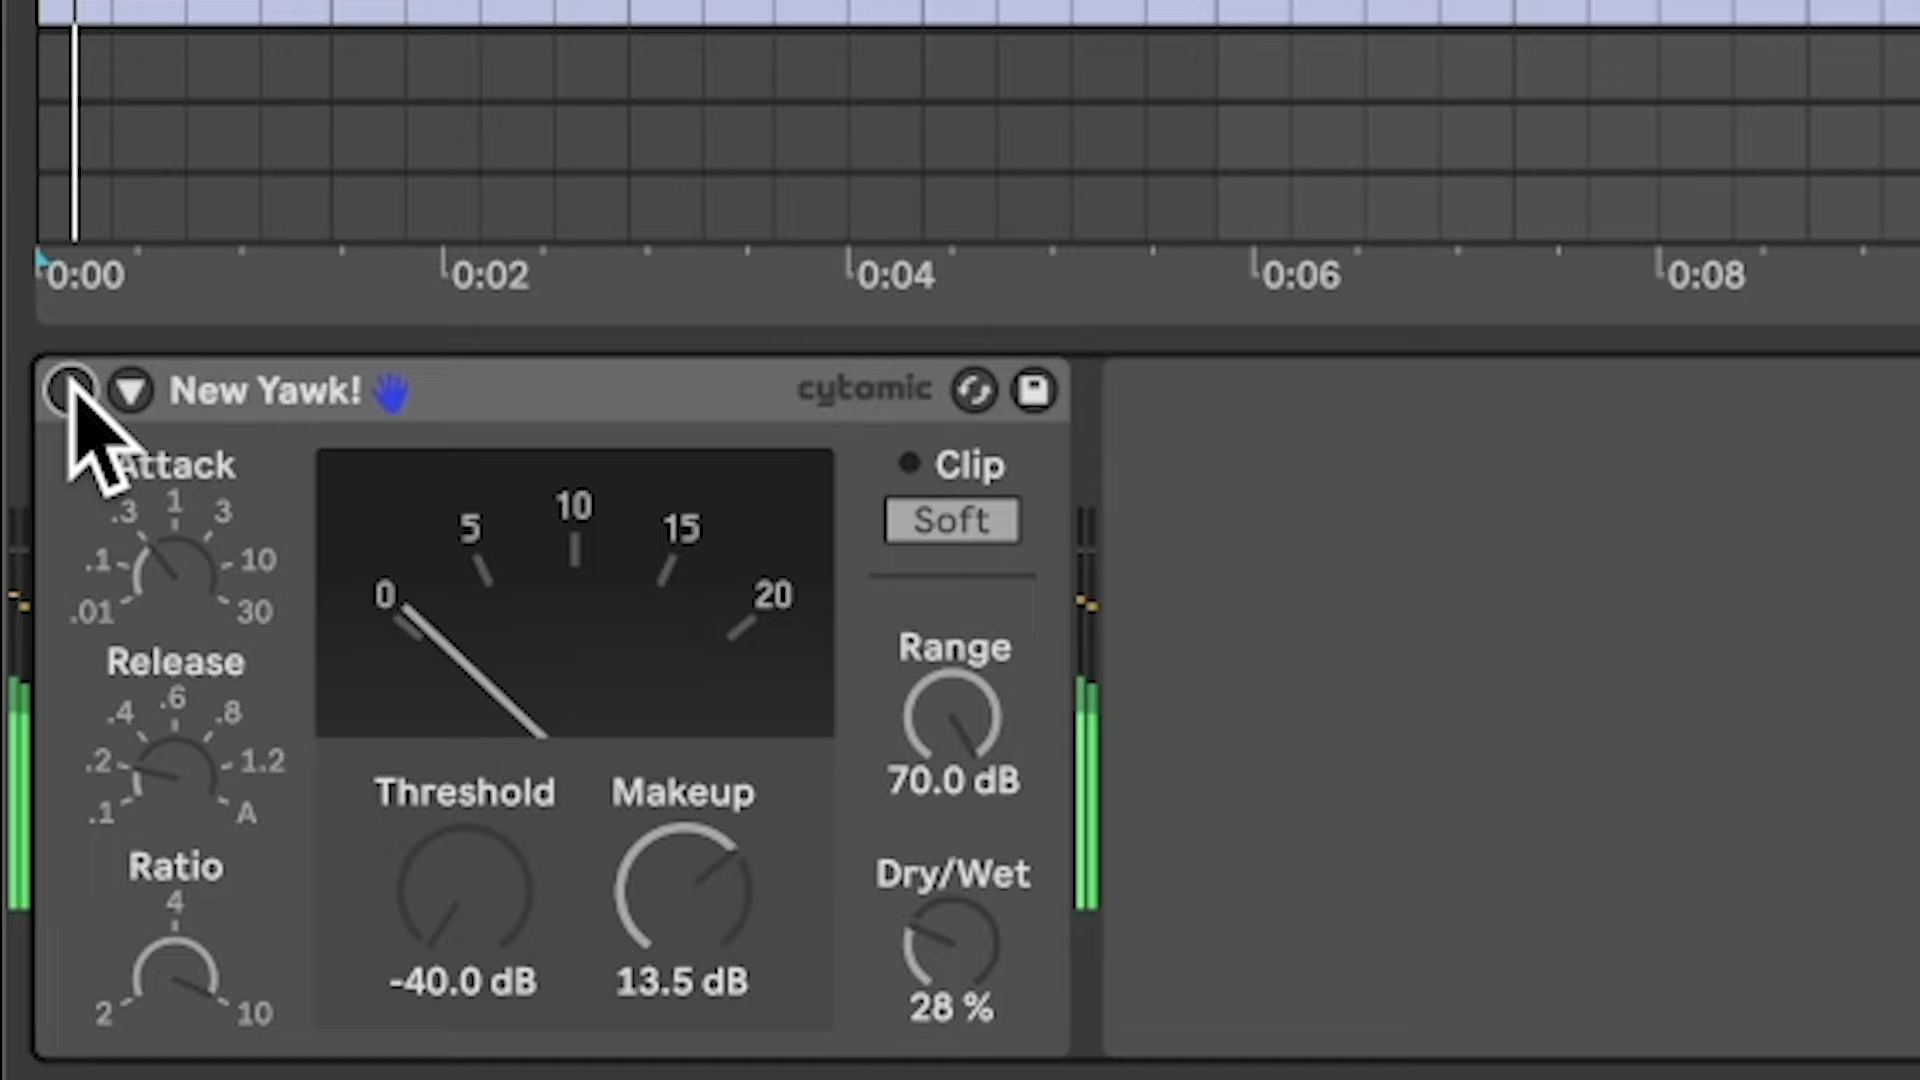 0:00 0:02 0:04 0:06 0:08
New Yawk! cytomic
Attack
.01 .1 .3 1 3 10 30
Release
.1 .2 .4 .6 .8 1.2 A
Ratio
2 4 10
0 5 10 15 20
Threshold
-40.0 dB
Makeup
13.5 dB
Clip
Soft
Range
70.0 dB
Dry/Wet
28 %